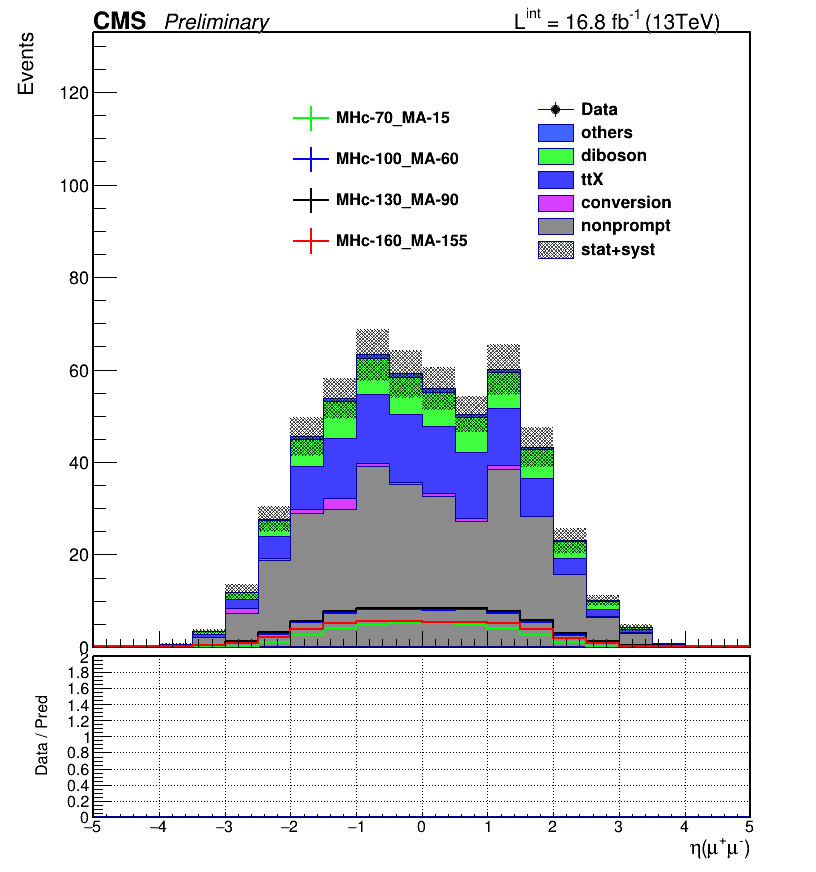 CMS Preliminary L^int = 16.8 fb^-1 (13TeV)
Events
120
100
80
60
40
20
0
MHc-70_MA-15
MHc-100_MA-60
MHc-130_MA-90
MHc-160_MA-155
Data
others
diboson
ttX
conversion
nonprompt
stat+syst
Data / Pred
2
1.8
1.6
1.4
1.2
1
0.8
0.6
0.4
0.2
0
−5 −4 −3 −2 −1 0 1 2 3 4 5
η(μ⁺μ⁻)